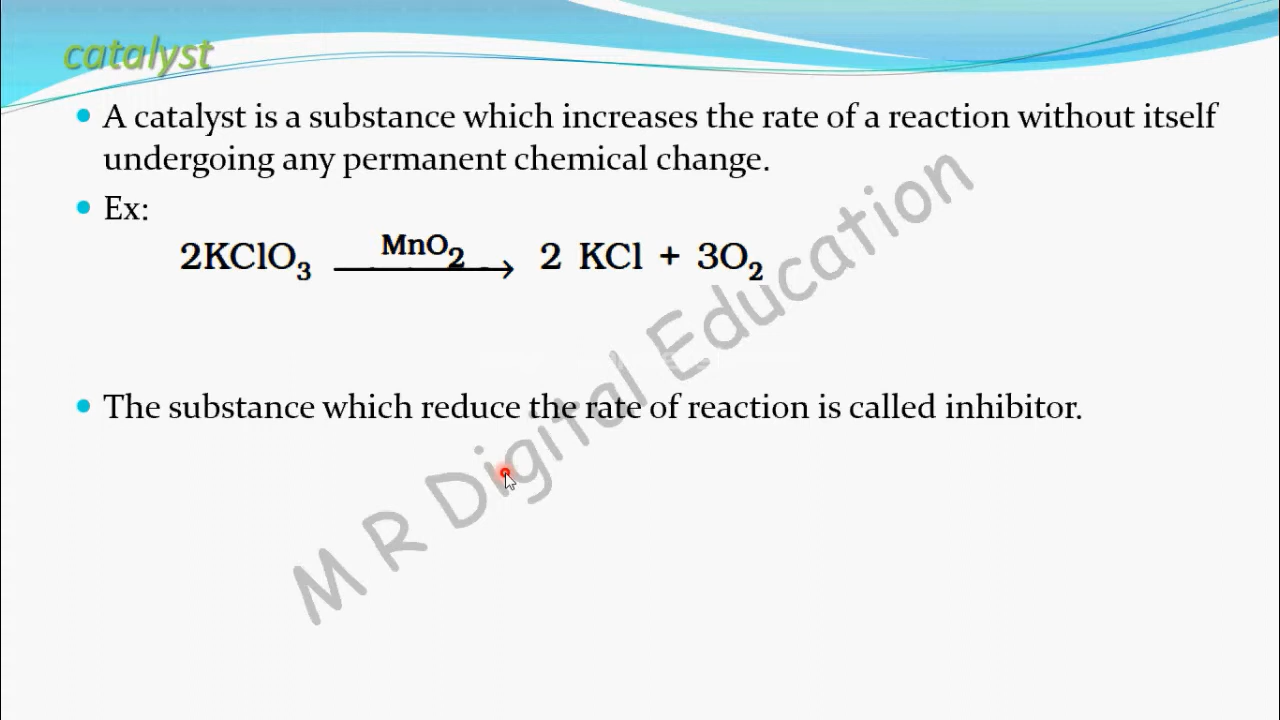 catalyst
A catalyst is a substance which increases the rate of a reaction without itself
undergoing any permanent chemical change.
Ex:
2KClO₃ —MnO₂→ 2 KCl + 3O₂
The substance which reduce the rate of reaction is called inhibitor.
M R Digital Education